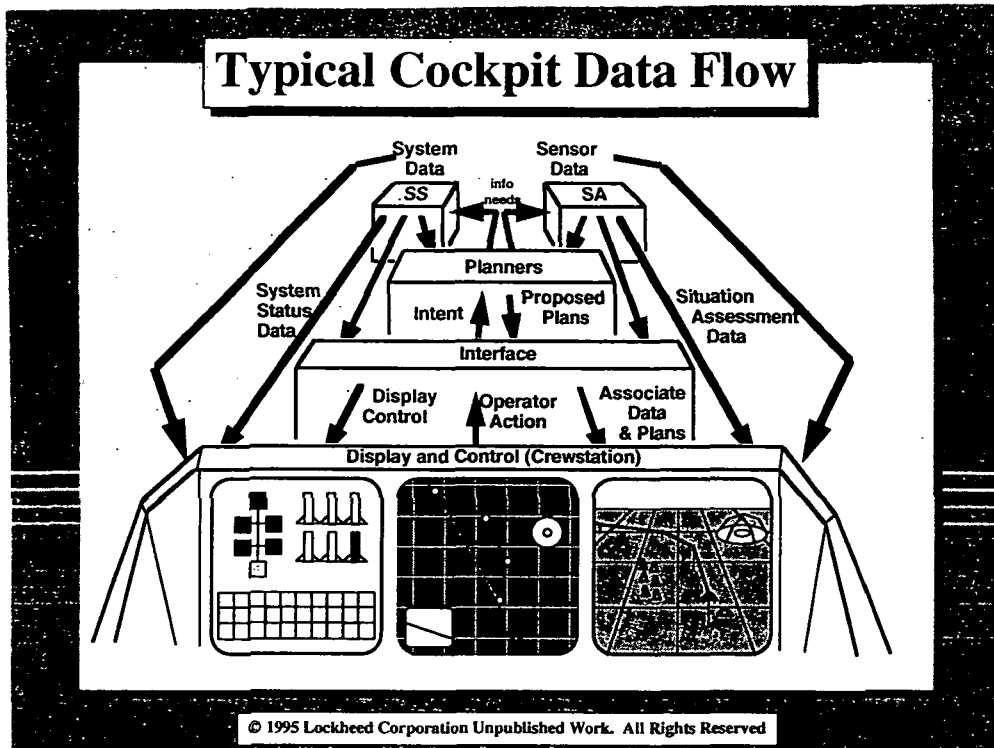 Typical Cockpit Data Flow
System
Data
Sensor
Data
SS
info
needs
SA
Planners
System
Status
Data
Intent
Proposed
Plans
Situation
Assessment
Data
Interface
Display
Control
Operator
Action
Associate
Data
& Plans
Display and Control (Crewstation)
© 1995 Lockheed Corporation Unpublished Work. All Rights Reserved